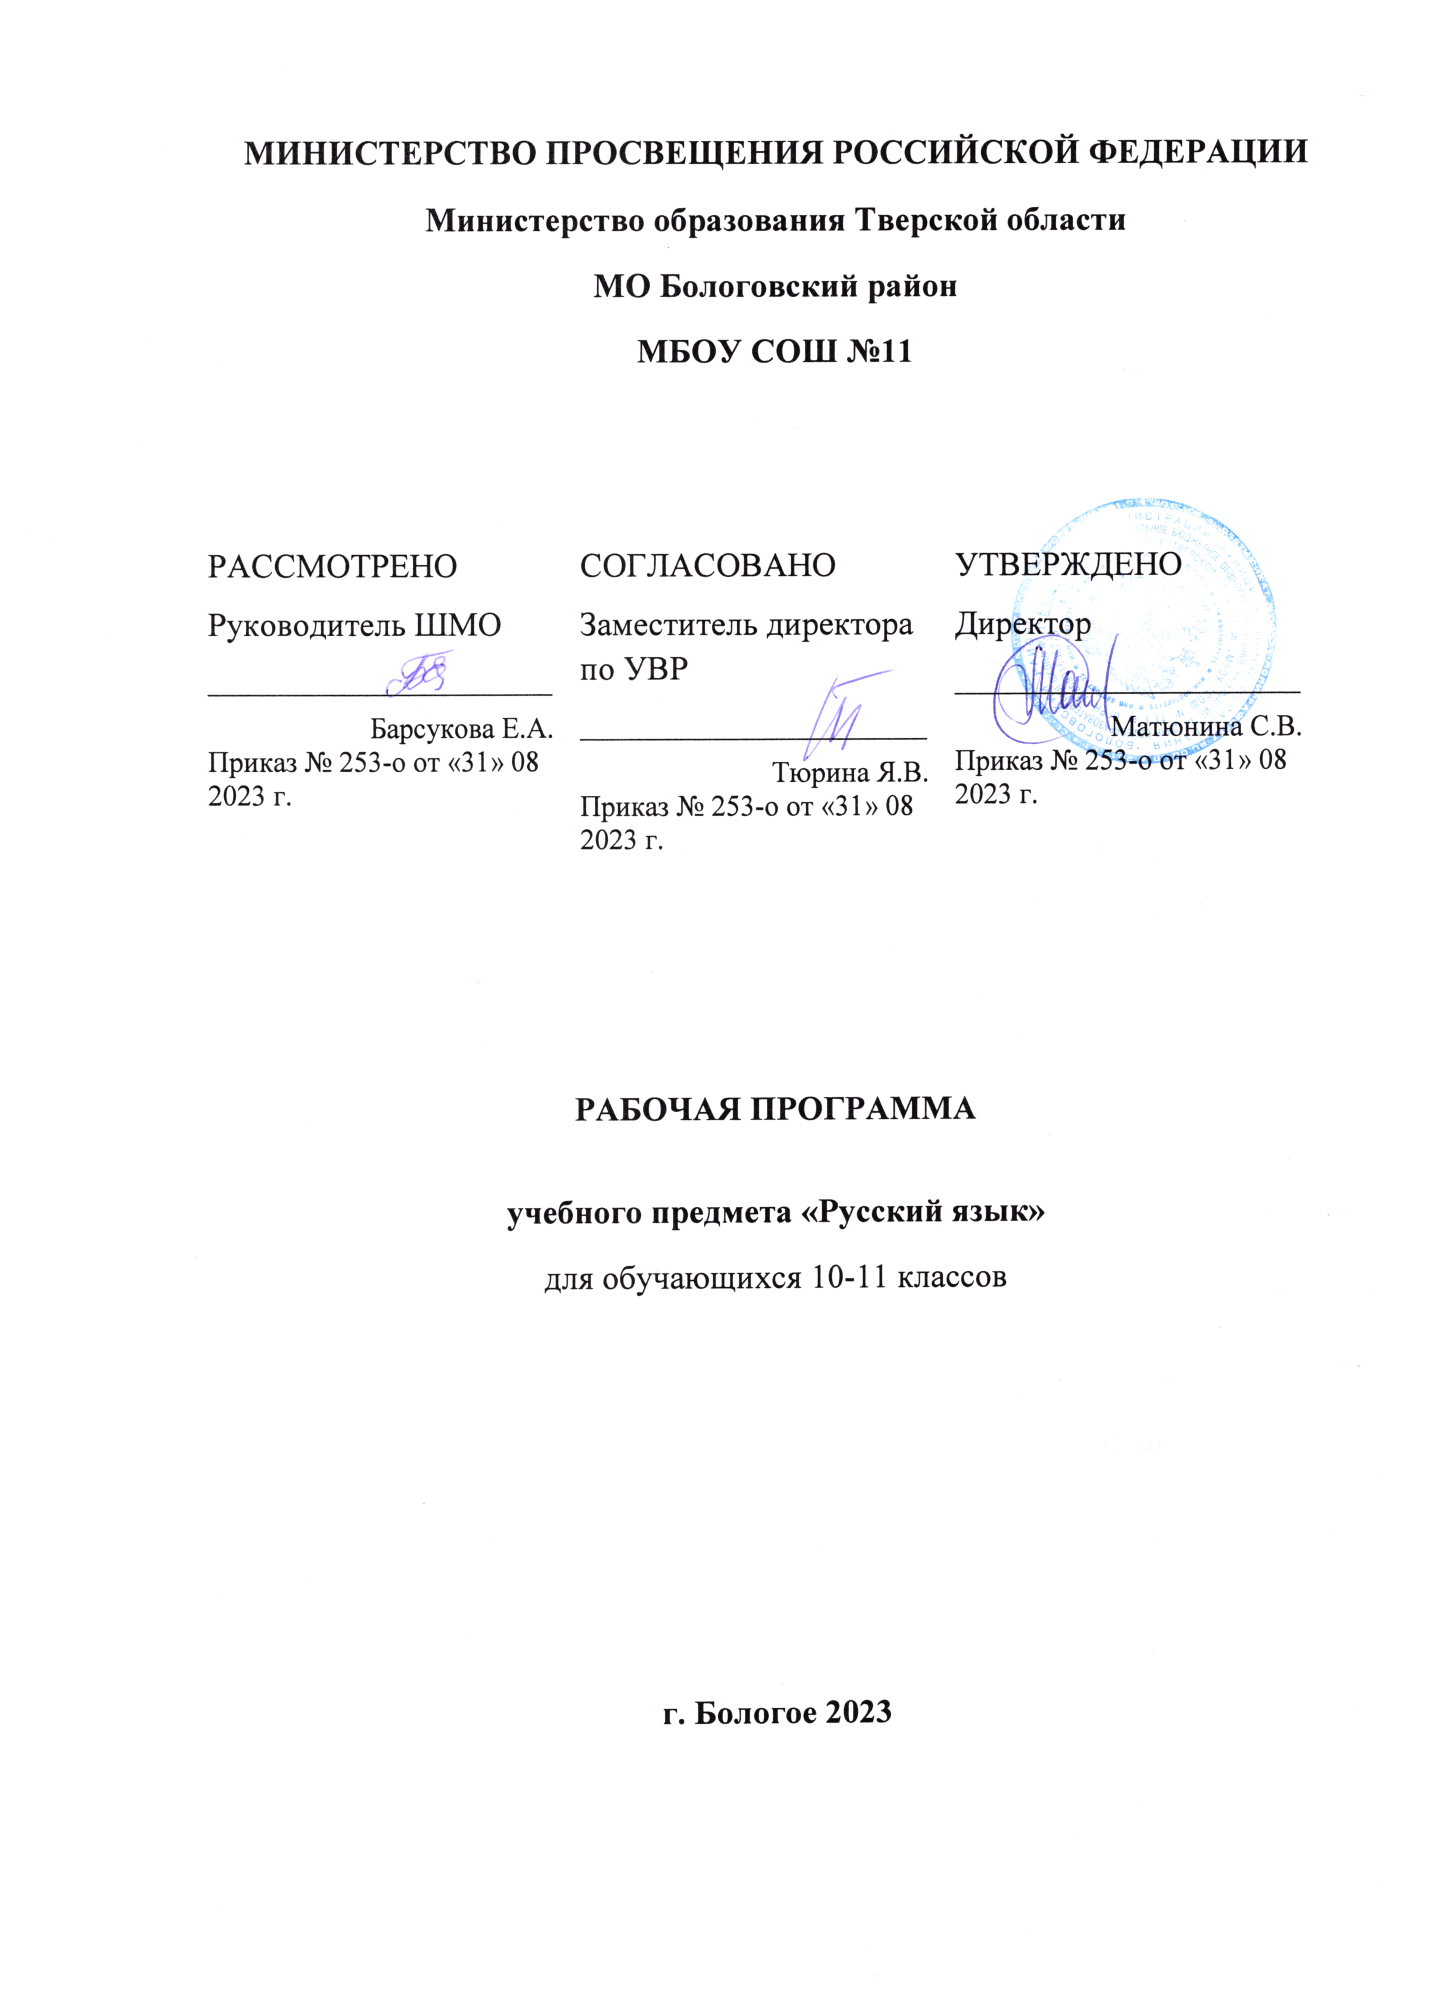 МИНИСТЕРСТВО ПРОСВЕЩЕНИЯ РОССИЙСКОЙ ФЕДЕРАЦИИ
Министерство образования Тверской области
МО Бологовский район
МБОУ СОШ №11
РАССМОТРЕНО
Руководитель ШМО
Барсукова Е.А.
Приказ № 253-о от «31» 08
2023 г.
СОГЛАСОВАНО
Заместитель директора
по УВР
Тюрина Я.В.
Приказ № 253-о от «31» 08
2023 г.
УТВЕРЖДЕНО
Директор
Матюнина С.В.
Приказ № 253-о от «31» 08
2023 г.
РАБОЧАЯ ПРОГРАММА
учебного предмета «Русский язык»
для обучающихся 10-11 классов
г. Бологое 2023